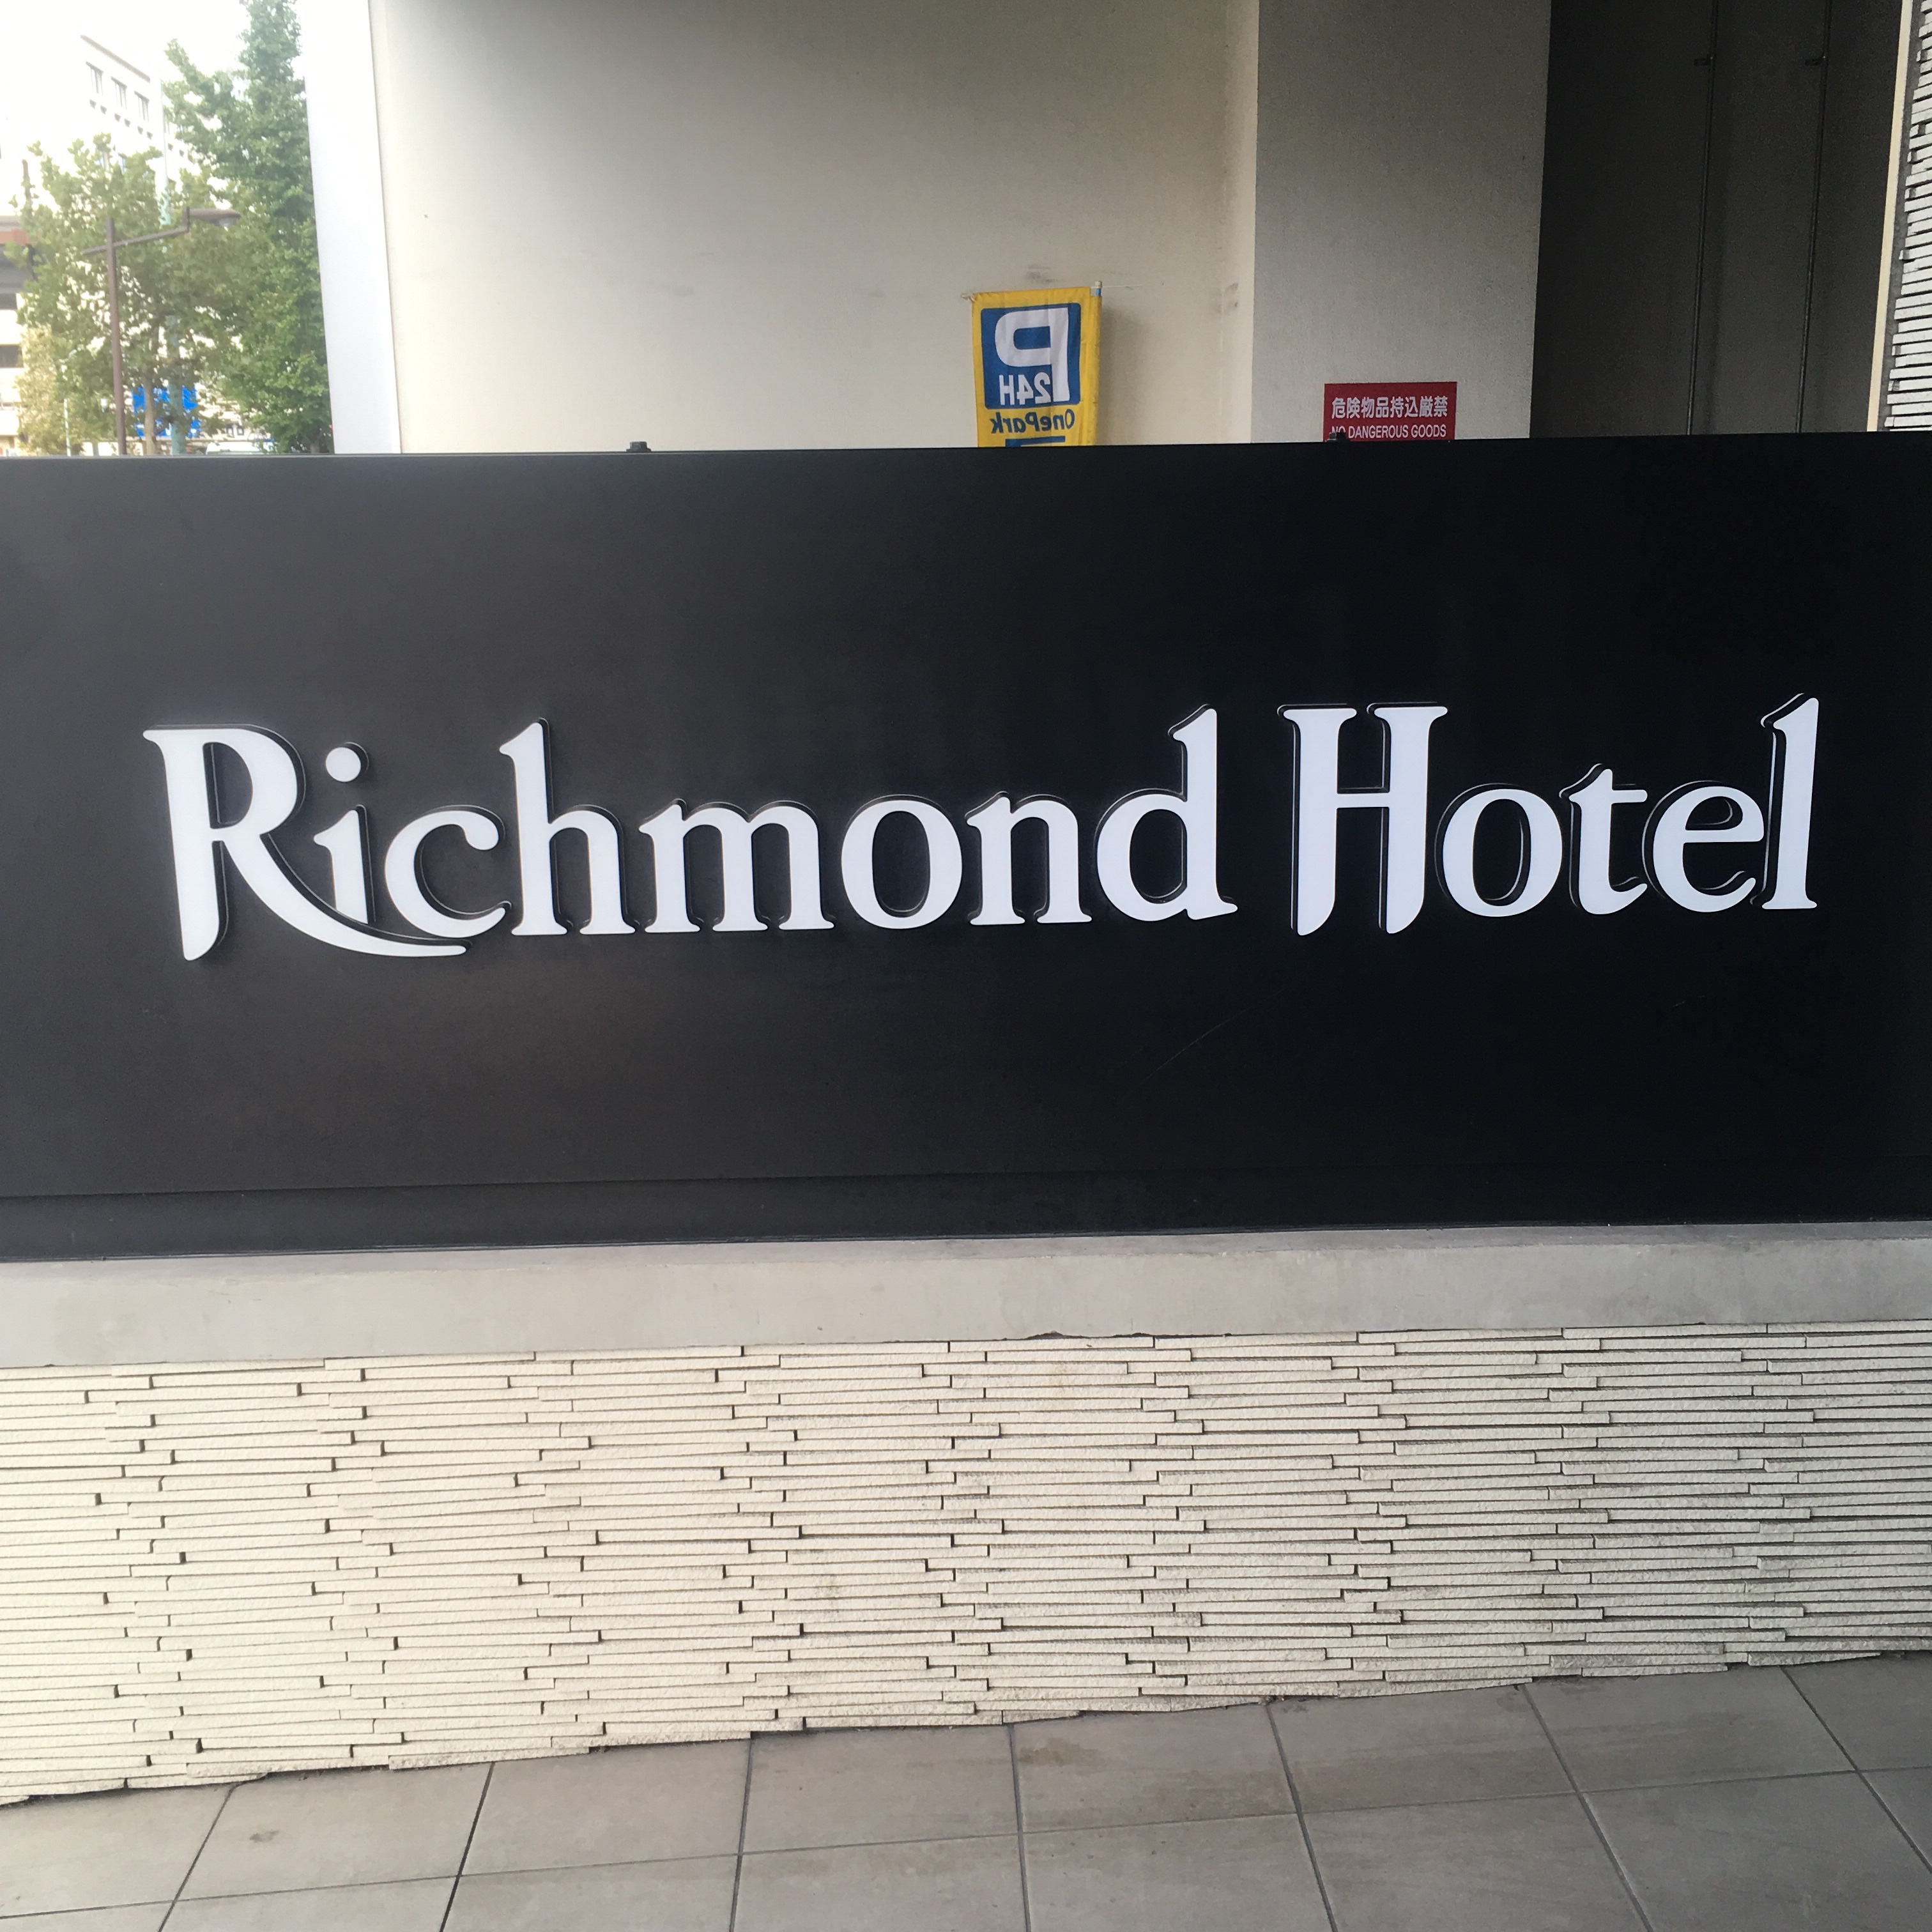 P
24H
OnePark
危険物品持込厳禁
NO DANGEROUS GOODS
Richmond Hotel